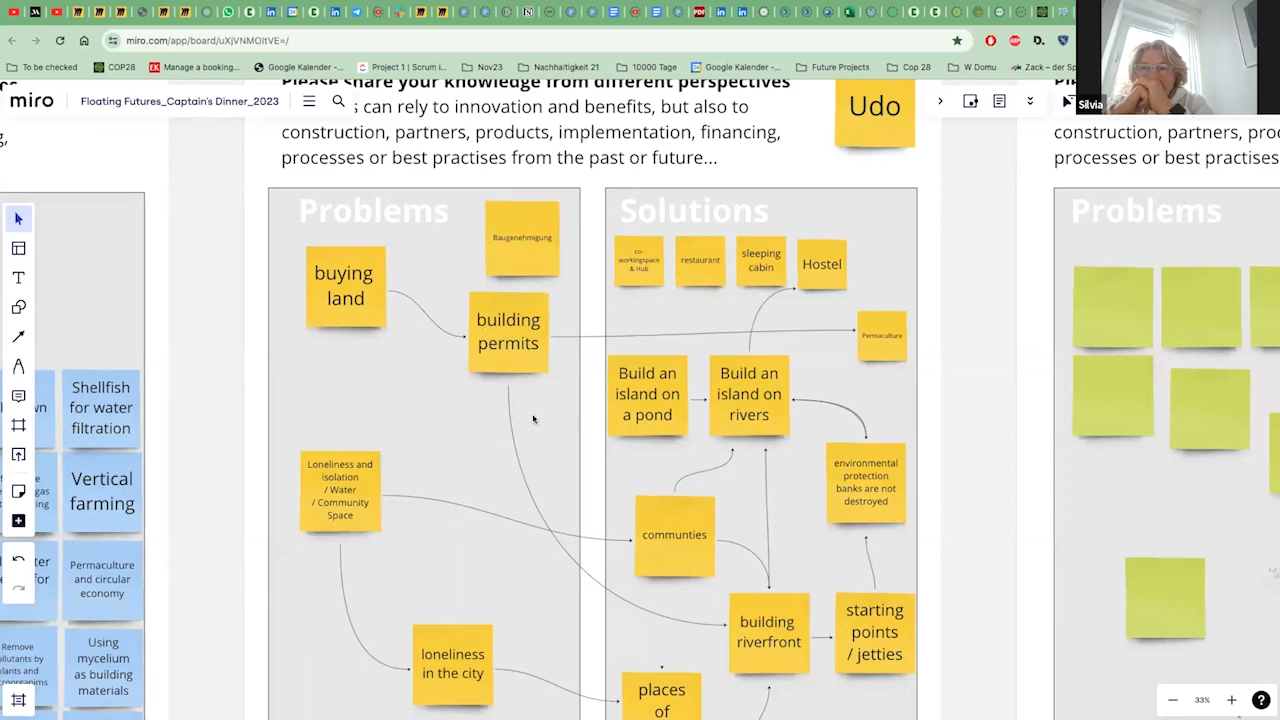 miro.com/app/board/uXjVNMOItVE=/
To be checked
COP28
Manage a booking...
Google Kalender -...
Project 1 | Scrum i...
Nov23
Nachhaltigkeit 21
10000 Tage
Google Kalender -...
Future Projects
Cop 28
W Domu
Zack – der Sp
Silvia
miro
Floating Futures_Captain's Dinner_2023
Please share your knowledge from different perspectives
s can rely to innovation and benefits, but also to
construction, partners, products, implementation, financing,
processes or best practises from the past or future...
Udo
construction, partners, produ
processes or best practises
Problems
Baugenehmigung
buying
land
building
permits
Loneliness and
isolation
/ Water
/ Community
Space
loneliness
in the city
Solutions
co-
workingspace
& Hub
restaurant
sleeping
cabin
Hostel
Permaculture
Build an
island on
a pond
Build an
island on
rivers
environmental
protection
banks are not
destroyed
communties
building
riverfront
starting
points
/ jetties
places
of
Problems
Shellfish
for water
filtration
Vertical
farming
Permaculture
and circular
economy
Remove
plants and
Using
mycelium
as building
materials
33%